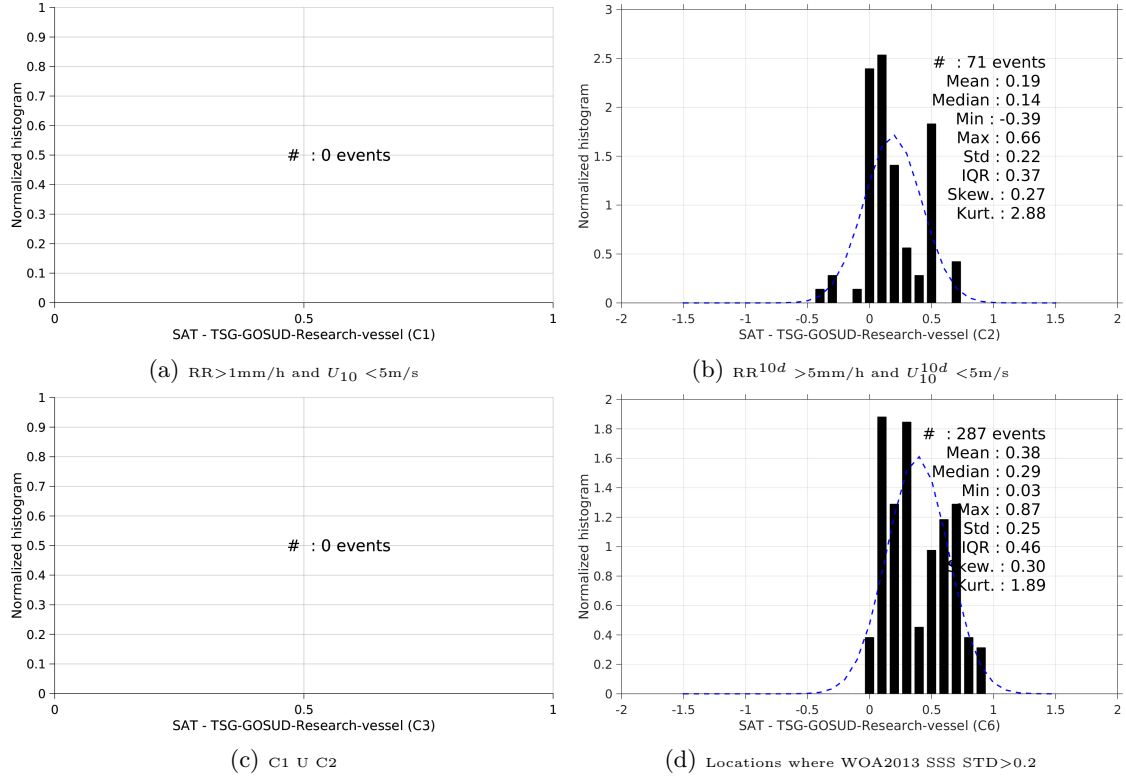 1
0.9
0.8
0.7
0.6
0.5
0.4
0.3
0.2
0.1
0
Normalized histogram
# : 0 events
0 0.5 1
SAT - TSG-GOSUD-Research-vessel (C1)
(a) RR>1mm/h and U10 <5m/s
3
2.5
2
1.5
1
0.5
0
Normalized histogram
# : 71 events
Mean : 0.19
Median : 0.14
Min : -0.39
Max : 0.66
Std : 0.22
IQR : 0.37
Skew. : 0.27
Kurt. : 2.88
-2 -1.5 -1 -0.5 0 0.5 1 1.5 2
SAT - TSG-GOSUD-Research-vessel (C2)
(b) RR10d >5mm/h and U10d10 <5m/s
1
0.9
0.8
0.7
0.6
0.5
0.4
0.3
0.2
0.1
0
Normalized histogram
# : 0 events
0 0.5 1
SAT - TSG-GOSUD-Research-vessel (C3)
(c) C1 U C2
2
1.8
1.6
1.4
1.2
1
0.8
0.6
0.4
0.2
0
Normalized histogram
# : 287 events
Mean : 0.38
Median : 0.29
Min : 0.03
Max : 0.87
Std : 0.25
IQR : 0.46
Skew. : 0.30
Kurt. : 1.89
-2 -1.5 -1 -0.5 0 0.5 1 1.5 2
SAT - TSG-GOSUD-Research-vessel (C6)
(d) Locations where WOA2013 SSS STD>0.2